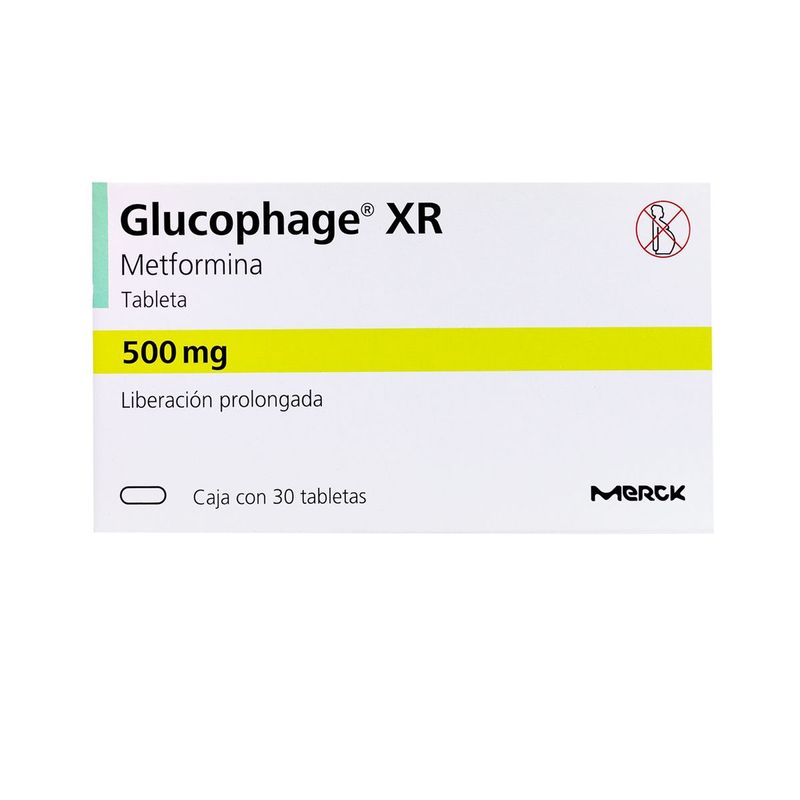 Glucophage® XR
Metformina
Tableta
500 mg
Liberación prolongada
Caja con 30 tabletas
Merck